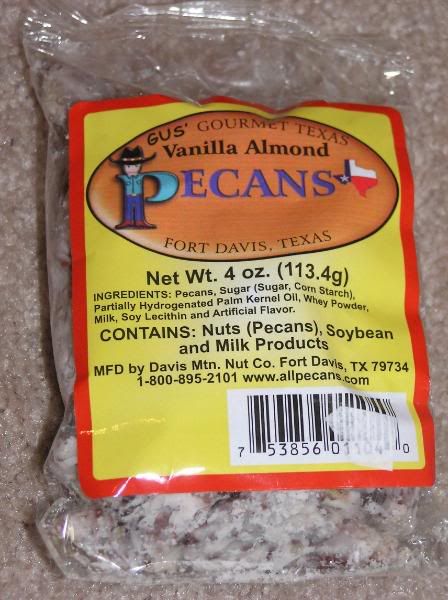 GUS' GOURMET TEXAS
Vanilla Almond
PECANS
FORT DAVIS, TEXAS
Net Wt. 4 oz. (113.4g)
INGREDIENTS: Pecans, Sugar (Sugar, Corn Starch),
Partially Hydrogenated Palm Kernel Oil, Whey Powder,
Milk, Soy Lecithin and Artificial Flavor.
CONTAINS: Nuts (Pecans), Soybean
and Milk Products
MFD by Davis Mtn. Nut Co. Fort Davis, TX 79734
1-800-895-2101 www.allpecans.com
7 53856 01104 0